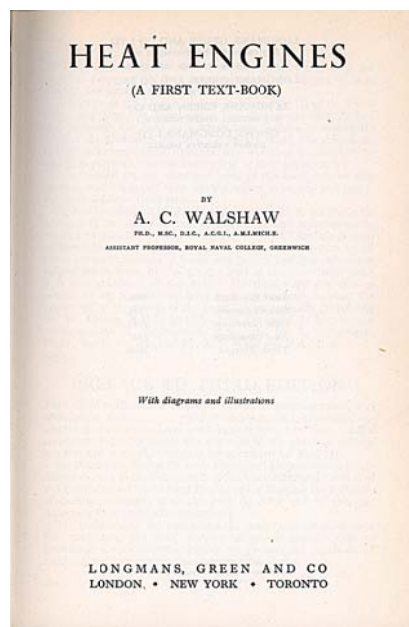 HEAT ENGINES
(A FIRST TEXT-BOOK)
BY
A. C. WALSHAW
PH.D., M.SC., D.I.C., A.C.G.I., A.M.I.MECH.E.
ASSISTANT PROFESSOR, ROYAL NAVAL COLLEGE, GREENWICH
With diagrams and illustrations
LONGMANS, GREEN AND CO
LONDON • NEW YORK • TORONTO